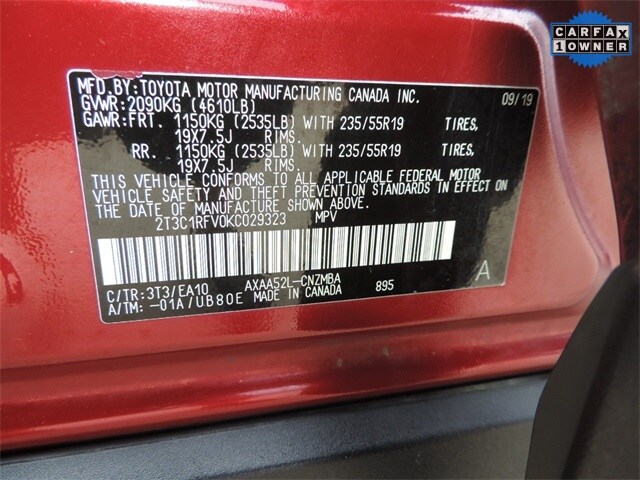 CARFAX
1 OWNER
MFD.BY:TOYOTA MOTOR MANUFACTURING CANADA INC.
GVWR:2090KG (4610LB) 09/19
GAWR:FRT. 1150KG (2535LB) WITH 235/55R19 TIRES,
19X7.5J RIMS.
RR. 1150KG (2535LB) WITH 235/55R19 TIRES,
19X7.5J RIMS.
THIS VEHICLE CONFORMS TO ALL APPLICABLE FEDERAL MOTOR
VEHICLE SAFETY AND THEFT PREVENTION STANDARDS IN EFFECT
ON THE DATE OF MANUFACTURE SHOWN ABOVE.
2T3C1RFV0KC029323 MPV
C/TR:3T3/EA10 AXAA52L-CNZMBA A
A/TM: -01A/UB80E MADE IN CANADA 895